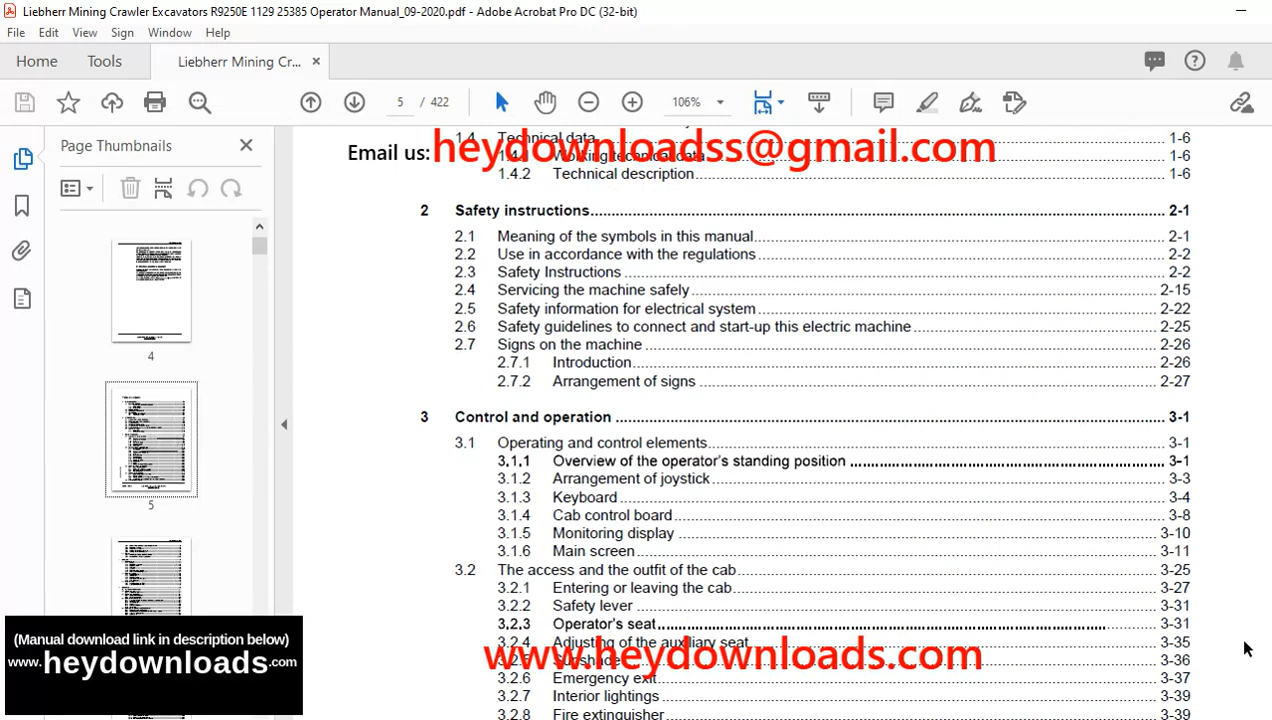 Liebherr Mining Crawler Excavators R9250E 1129 25385 Operator Manual_09-2020.pdf - Adobe Acrobat Pro DC (32-bit)
File Edit View Sign Window Help
Home Tools Liebherr Mining Cr... ×
5 / 422 106%
Page Thumbnails
4
5
Email us: heydownloadss@gmail.com
1.4 Technical data 1-6
1.4.1 Working technical data 1-6
1.4.2 Technical description 1-6
2 Safety instructions 2-1
2.1 Meaning of the symbols in this manual 2-1
2.2 Use in accordance with the regulations 2-2
2.3 Safety Instructions 2-2
2.4 Servicing the machine safely 2-15
2.5 Safety information for electrical system 2-22
2.6 Safety guidelines to connect and start-up this electric machine 2-25
2.7 Signs on the machine 2-26
2.7.1 Introduction 2-26
2.7.2 Arrangement of signs 2-27
3 Control and operation 3-1
3.1 Operating and control elements 3-1
3.1.1 Overview of the operator's standing position 3-1
3.1.2 Arrangement of joystick 3-3
3.1.3 Keyboard 3-4
3.1.4 Cab control board 3-8
3.1.5 Monitoring display 3-10
3.1.6 Main screen 3-11
3.2 The access and the outfit of the cab 3-25
3.2.1 Entering or leaving the cab 3-27
3.2.2 Safety lever 3-31
3.2.3 Operator's seat 3-31
3.2.4 Adjusting of the auxiliary seat 3-35
www.heydownloads.com
3.2.5 Sunshade 3-36
3.2.6 Emergency exit 3-37
3.2.7 Interior lightings 3-39
3.2.8 Fire extinguisher 3-39
(Manual download link in description below)
www.heydownloads.com